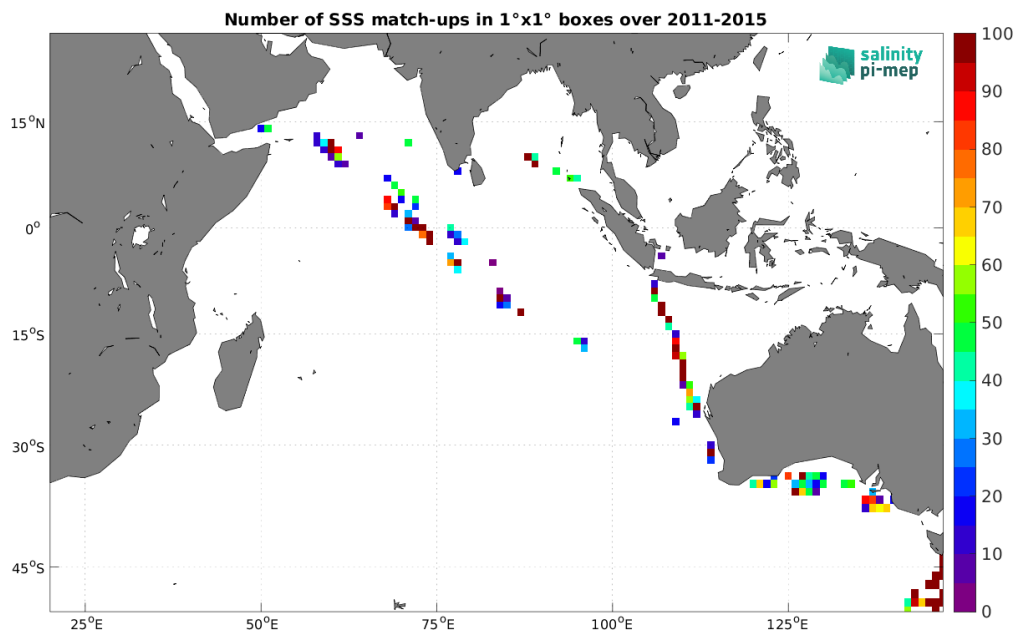 Number of SSS match-ups in 1°x1° boxes over 2011-2015
salinity
pi-mep
100
90
80
70
60
50
40
30
20
10
0
15°N
0°
15°S
30°S
45°S
25°E
50°E
75°E
100°E
125°E